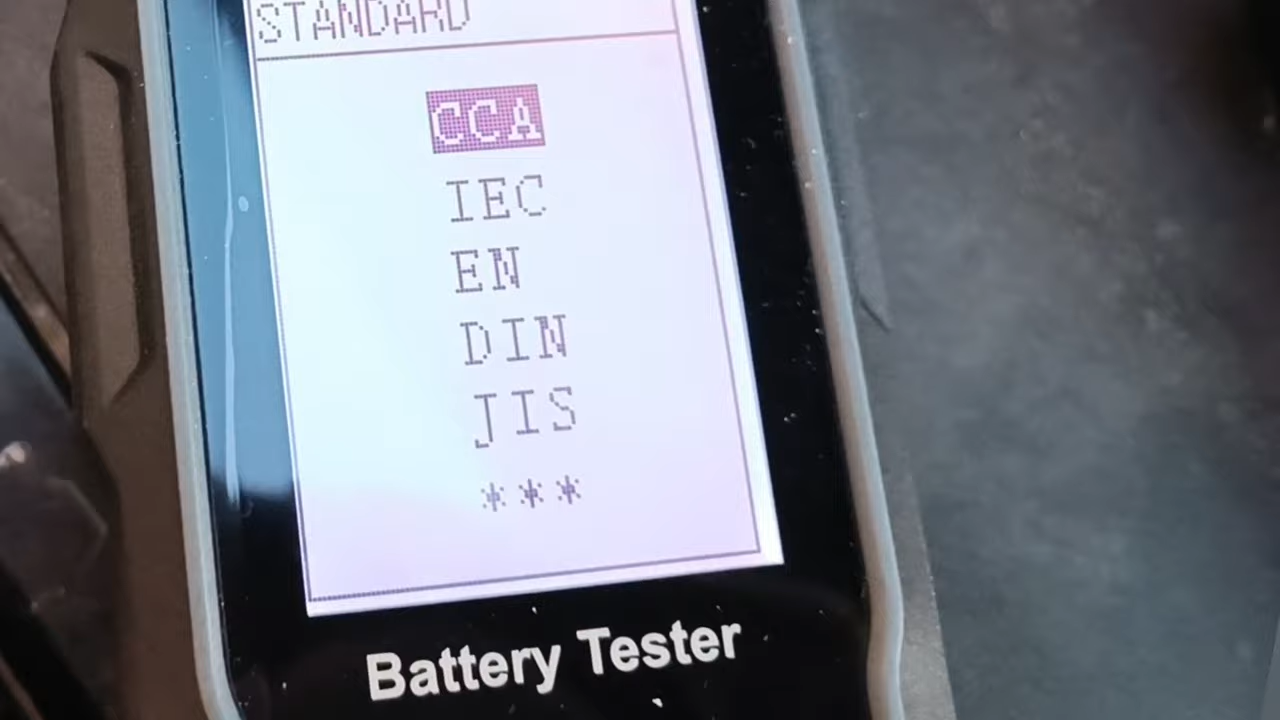 STANDARD
CCA
IEC
EN
DIN
JIS
***
Battery Tester